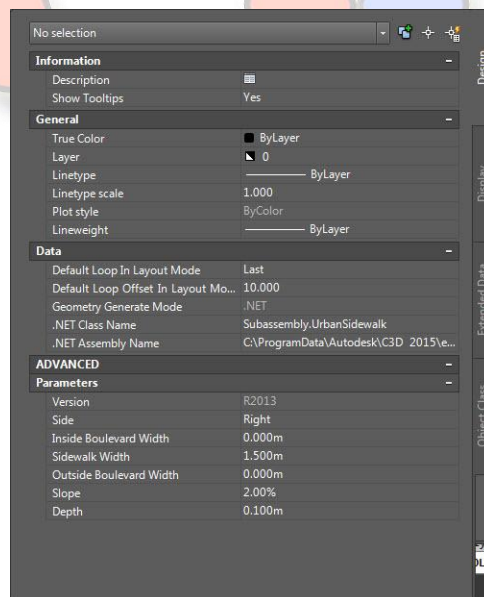 No selection
Information
Description
Show Tooltips Yes
General
True Color ByLayer
Layer 0
Linetype ByLayer
Linetype scale 1.000
Plot style ByColor
Lineweight ByLayer
Data
Default Loop In Layout Mode Last
Default Loop Offset In Layout Mo... 10.000
Geometry Generate Mode .NET
.NET Class Name Subassembly.UrbanSidewalk
.NET Assembly Name C:\ProgramData\Autodesk\C3D 2015\e...
ADVANCED
Parameters
Version R2013
Side Right
Inside Boulevard Width 0.000m
Sidewalk Width 1.500m
Outside Boulevard Width 0.000m
Slope 2.00%
Depth 0.100m
Design
Display
Extended Data
Object Class